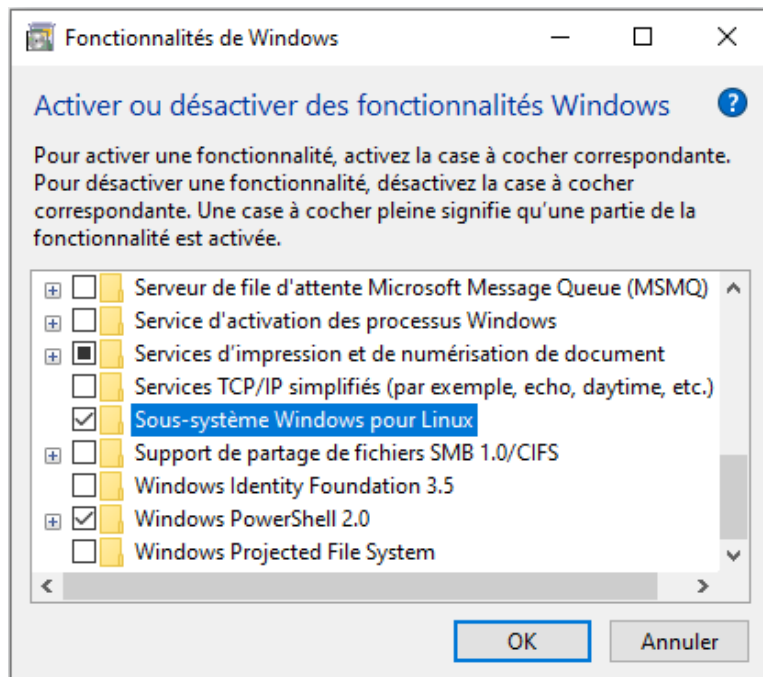 Fonctionnalités de Windows
Activer ou désactiver des fonctionnalités Windows
?
Pour activer une fonctionnalité, activez la case à cocher correspondante.
Pour désactiver une fonctionnalité, désactivez la case à cocher
correspondante. Une case à cocher pleine signifie qu'une partie de la
fonctionnalité est activée.
Serveur de file d'attente Microsoft Message Queue (MSMQ)
Service d'activation des processus Windows
Services d'impression et de numérisation de document
Services TCP/IP simplifiés (par exemple, echo, daytime, etc.)
Sous-système Windows pour Linux
Support de partage de fichiers SMB 1.0/CIFS
Windows Identity Foundation 3.5
Windows PowerShell 2.0
Windows Projected File System
OK
Annuler